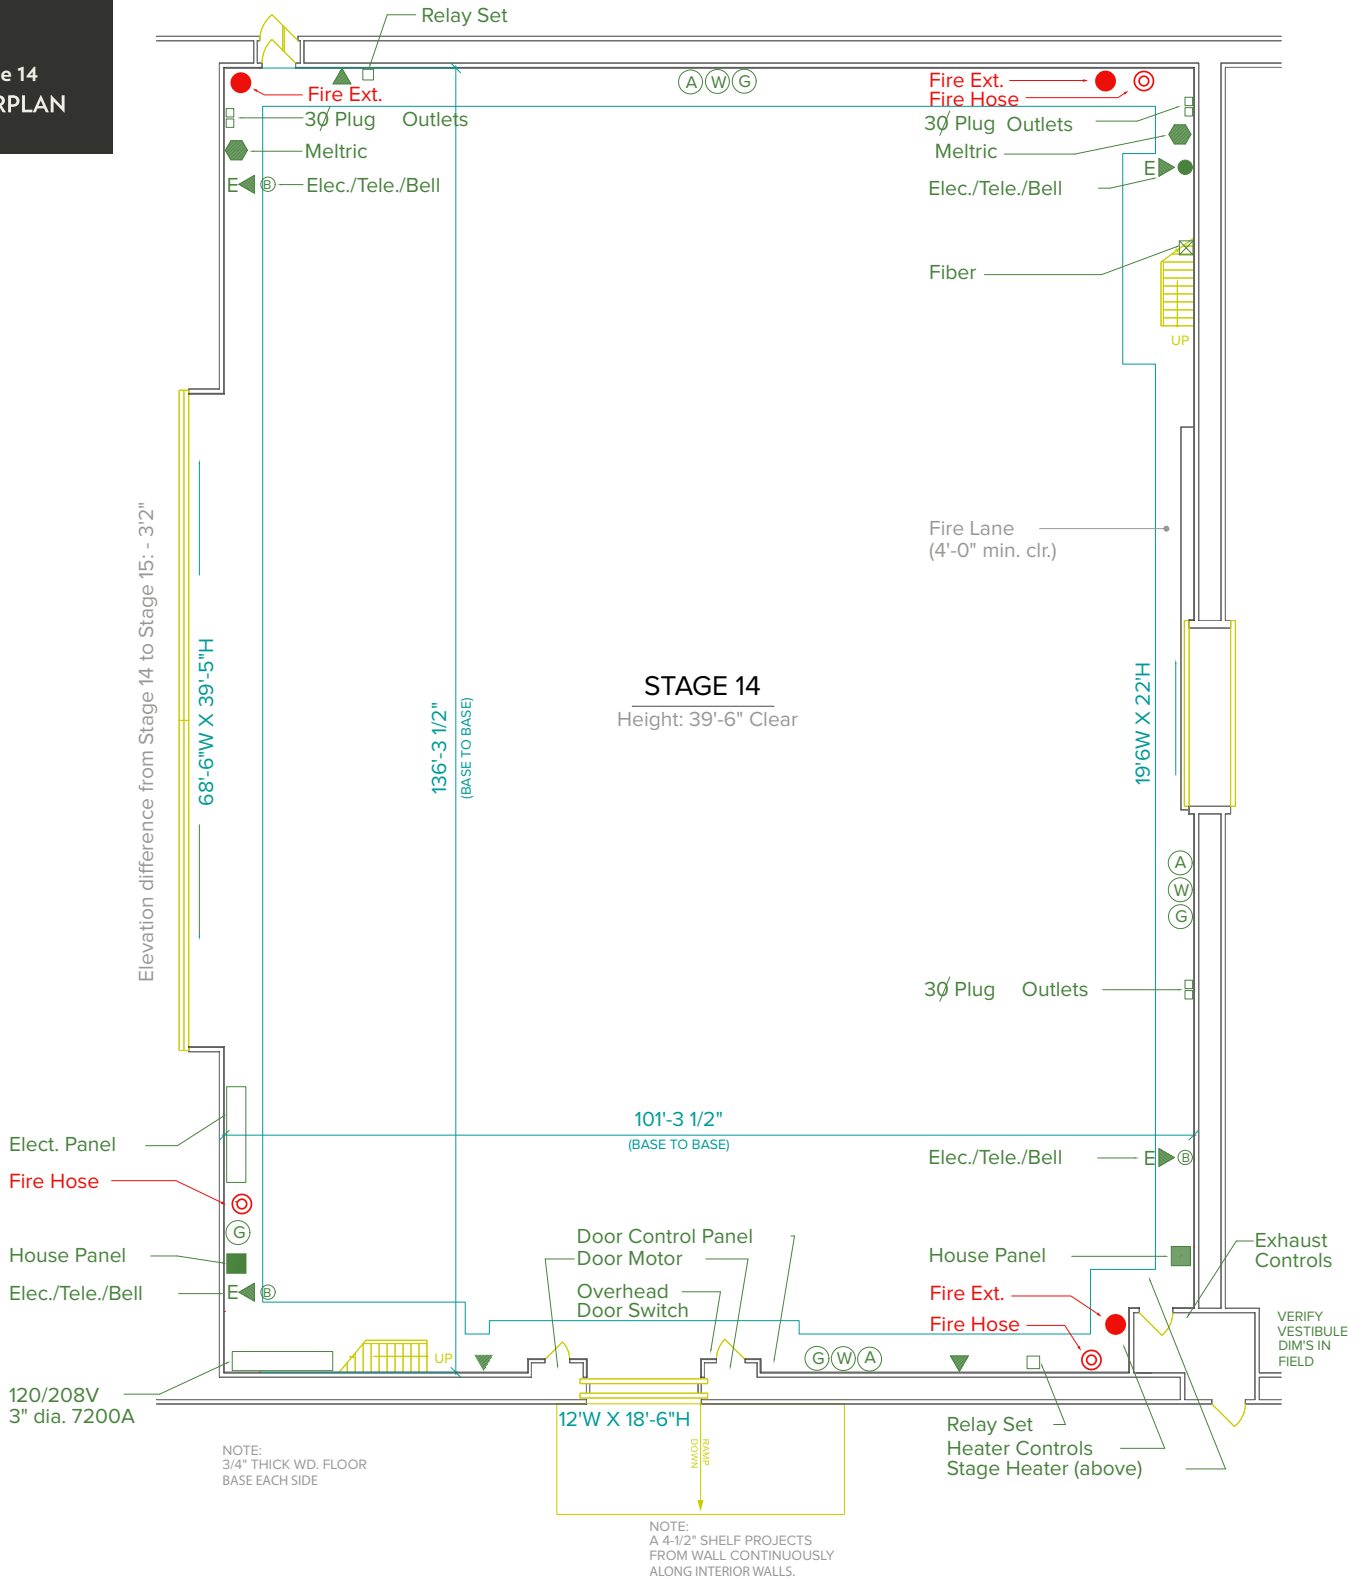 e 14
RPLAN
Relay Set
Fire Ext.
30 Plug Outlets
Meltric
E B Elec./Tele./Bell
A W G
Fire Ext.
Fire Hose
30 Plug Outlets
Meltric
E
Elec./Tele./Bell
Fiber
UP
Fire Lane
(4'-0" min. clr.)
Elevation difference from Stage 14 to Stage 15: - 3'2"
68'-6"W X 39'-5"H
136'-3 1/2"
(BASE TO BASE)
STAGE 14
Height: 39'-6" Clear
19'6W X 22'H
A
W
G
30 Plug Outlets
101'-3 1/2"
(BASE TO BASE)
Elect. Panel
Fire Hose
G
House Panel
Elec./Tele./Bell
E B
Elec./Tele./Bell
E B
Door Control Panel
Door Motor
Overhead
Door Switch
House Panel
Fire Ext.
Fire Hose
Exhaust
Controls
VERIFY
VESTIBULE
DIM'S IN
FIELD
UP
G W A
120/208V
3" dia. 7200A
12'W X 18'-6"H
RAMP
DOWN
Relay Set
Heater Controls
Stage Heater (above)
NOTE:
3/4" THICK WD. FLOOR
BASE EACH SIDE
NOTE:
A 4-1/2" SHELF PROJECTS
FROM WALL CONTINUOUSLY
ALONG INTERIOR WALLS.